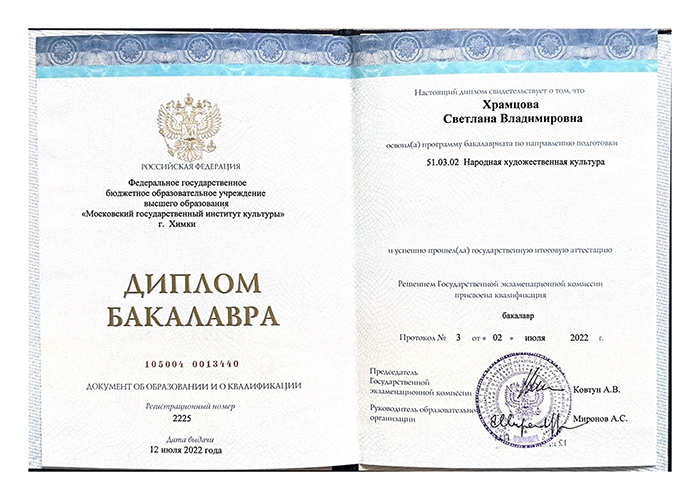 РОССИЙСКАЯ ФЕДЕРАЦИЯ
Федеральное государственное
бюджетное образовательное учреждение
высшего образования
«Московский государственный институт культуры»
г. Химки
ДИПЛОМ
БАКАЛАВРА
105004 0013440
ДОКУМЕНТ ОБ ОБРАЗОВАНИИ И О КВАЛИФИКАЦИИ
Регистрационный номер
2225
Дата выдачи
12 июля 2022 года
Настоящий диплом свидетельствует о том, что
Храмцова
Светлана Владимировна
освоил(а) программу бакалавриата по направлению подготовки
51.03.02 Народная художественная культура
и успешно прошел(ла) государственную итоговую аттестацию
Решением Государственной экзаменационной комиссии
присвоена квалификация
бакалавр
Протокол № 3 от « 02 » июля 2022 г.
Председатель
Государственной
экзаменационной комиссии
Ковтун А.В.
Руководитель образовательной
организации
Миронов А.С.